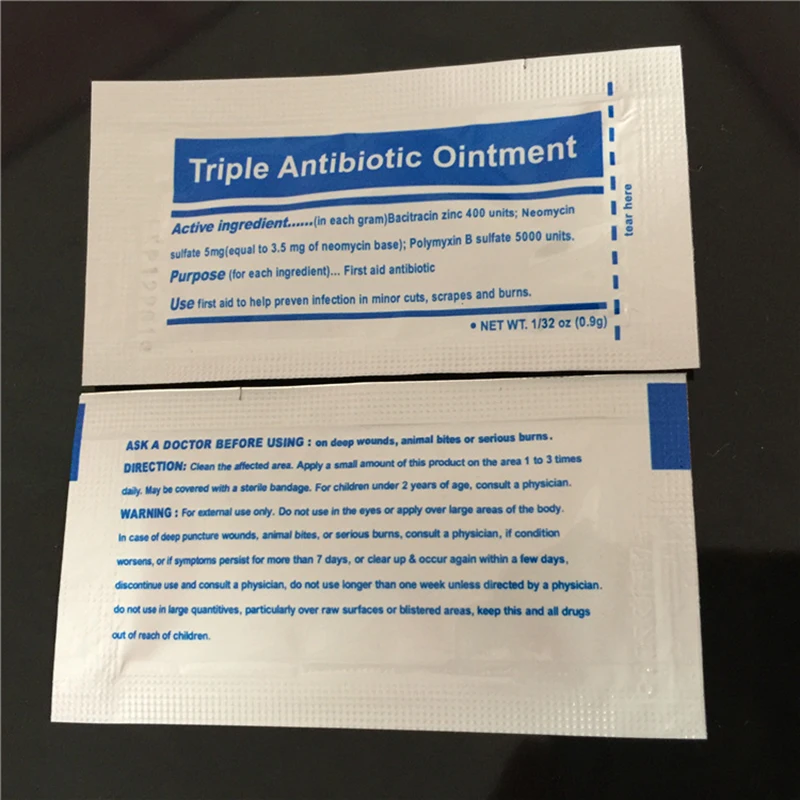 Triple Antibiotic Ointment
Active ingredient......(in each gram)Bacitracin zinc 400 units; Neomycin
sulfate 5mg(equal to 3.5 mg of neomycin base); Polymyxin B sulfate 5000 units.
Purpose (for each ingredient)... First aid antibiotic
Use first aid to help preven infection in minor cuts, scrapes and burns.
• NET WT. 1/32 oz (0.9g)
tear here
ASK A DOCTOR BEFORE USING : on deep wounds, animal bites or serious burns.
DIRECTION: Clean the affected area. Apply a small amount of this product on the area 1 to 3 times
daily. May be covered with a sterile bandage. For children under 2 years of age, consult a physician.
WARNING : For external use only. Do not use in the eyes or apply over large areas of the body.
In case of deep puncture wounds, animal bites, or serious burns, consult a physician, if condition
worsens, or if symptoms persist for more than 7 days, or clear up & occur again within a few days,
discontinue use and consult a physician, do not use longer than one week unless directed by a physician.
do not use in large quantitives, particularly over raw surfaces or blistered areas, keep this and all drugs
out of reach of children.